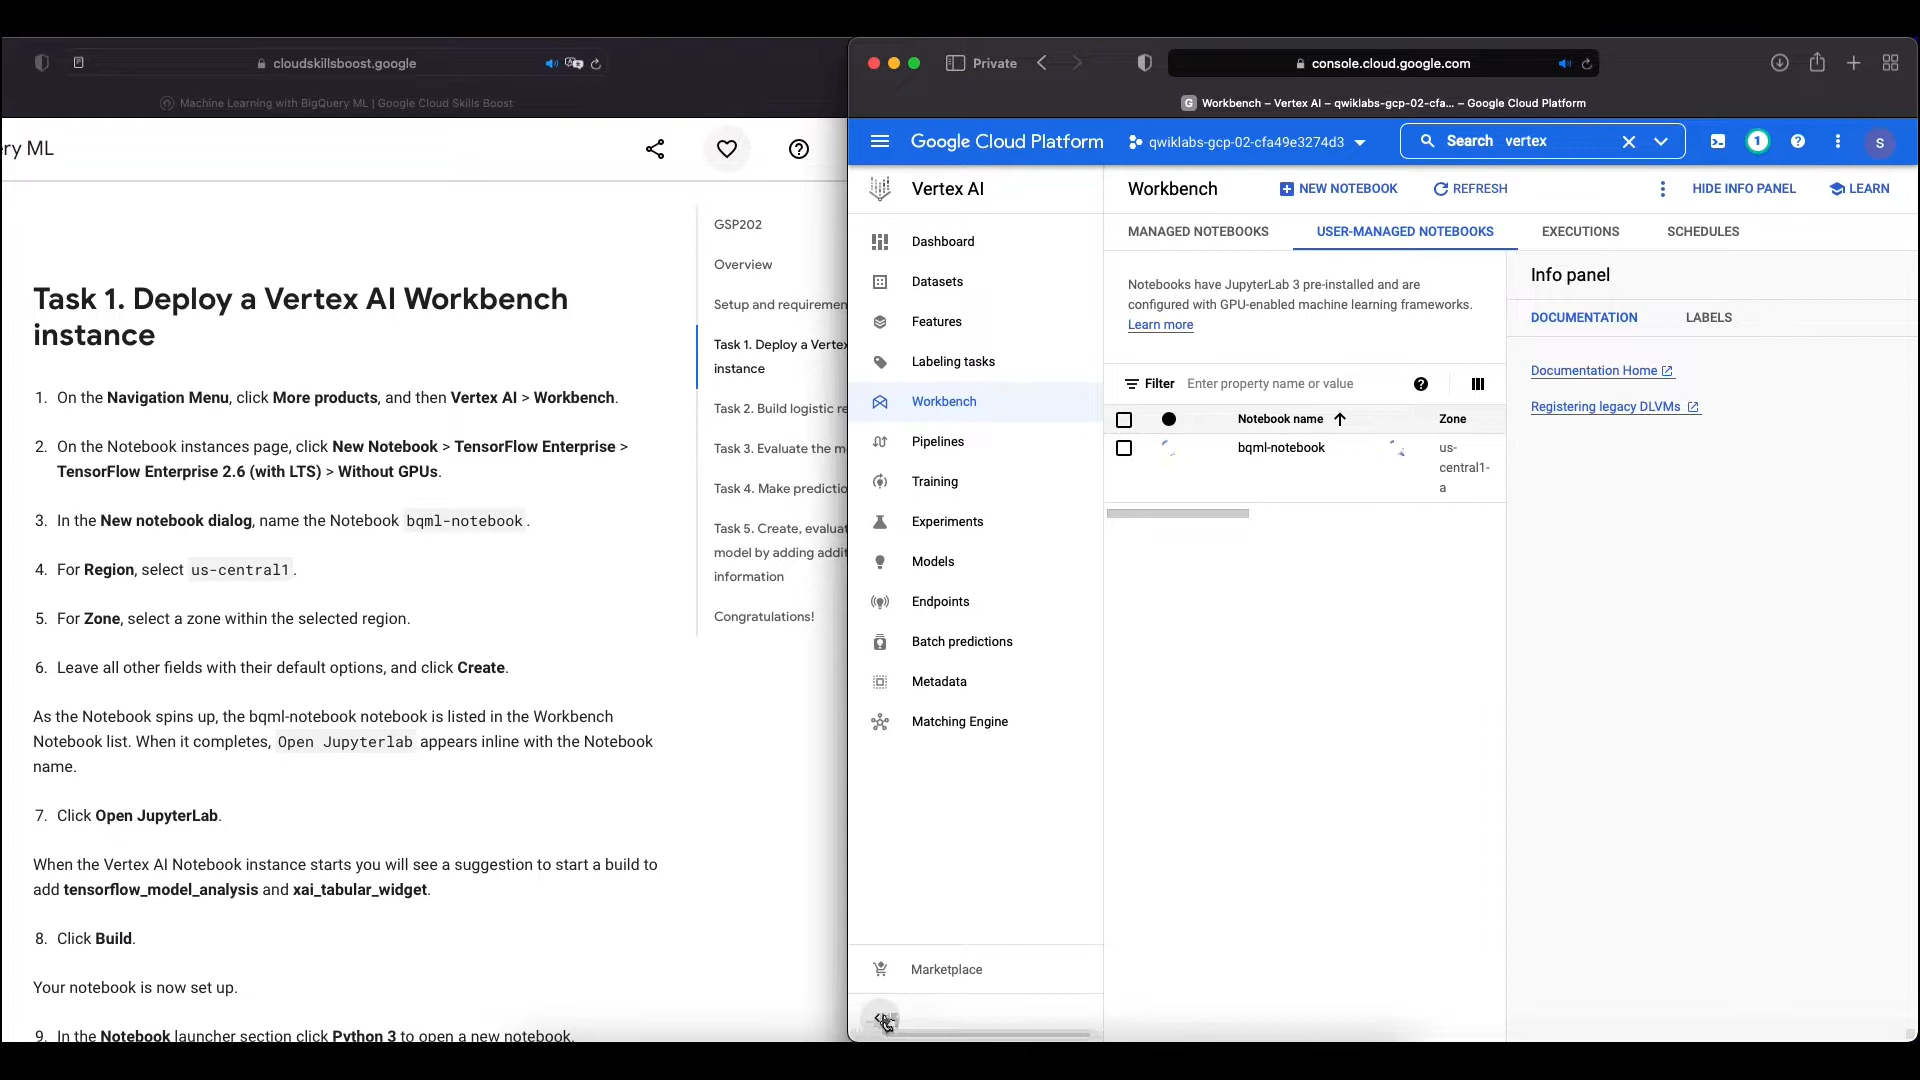 cloudskillsboost.google
Machine Learning with BigQuery ML | Google Cloud Skills Boost
ry ML
GSP202
Overview
Setup and requiremen
Task 1. Deploy a Vertex
instance
Task 2. Build logistic re
Task 3. Evaluate the m
Task 4. Make predictio
Task 5. Create, evaluat
model by adding addit
information
Congratulations!
Task 1. Deploy a Vertex AI Workbench
instance
1. On the Navigation Menu, click More products, and then Vertex AI > Workbench.
2. On the Notebook instances page, click New Notebook > TensorFlow Enterprise >
TensorFlow Enterprise 2.6 (with LTS) > Without GPUs.
3. In the New notebook dialog, name the Notebook bqml-notebook.
4. For Region, select us-central1.
5. For Zone, select a zone within the selected region.
6. Leave all other fields with their default options, and click Create.
As the Notebook spins up, the bqml-notebook notebook is listed in the Workbench
Notebook list. When it completes, Open Jupyterlab appears inline with the Notebook
name.
7. Click Open JupyterLab.
When the Vertex AI Notebook instance starts you will see a suggestion to start a build to
add tensorflow_model_analysis and xai_tabular_widget.
8. Click Build.
Your notebook is now set up.
9. In the Notebook launcher section click Python 3 to open a new notebook.
Private
console.cloud.google.com
G Workbench – Vertex AI – qwiklabs-gcp-02-cfa... – Google Cloud Platform
Google Cloud Platform
qwiklabs-gcp-02-cfa49e3274d3
Search vertex
1
S
Vertex AI
Dashboard
Datasets
Features
Labeling tasks
Workbench
Pipelines
Training
Experiments
Models
Endpoints
Batch predictions
Metadata
Matching Engine
Marketplace
Workbench
NEW NOTEBOOK
REFRESH
HIDE INFO PANEL
LEARN
MANAGED NOTEBOOKS
USER-MANAGED NOTEBOOKS
EXECUTIONS
SCHEDULES
Notebooks have JupyterLab 3 pre-installed and are
configured with GPU-enabled machine learning frameworks.
Learn more
Filter Enter property name or value
Notebook name
Zone
bqml-notebook
us-
central1-
a
Info panel
DOCUMENTATION
LABELS
Documentation Home
Registering legacy DLVMs